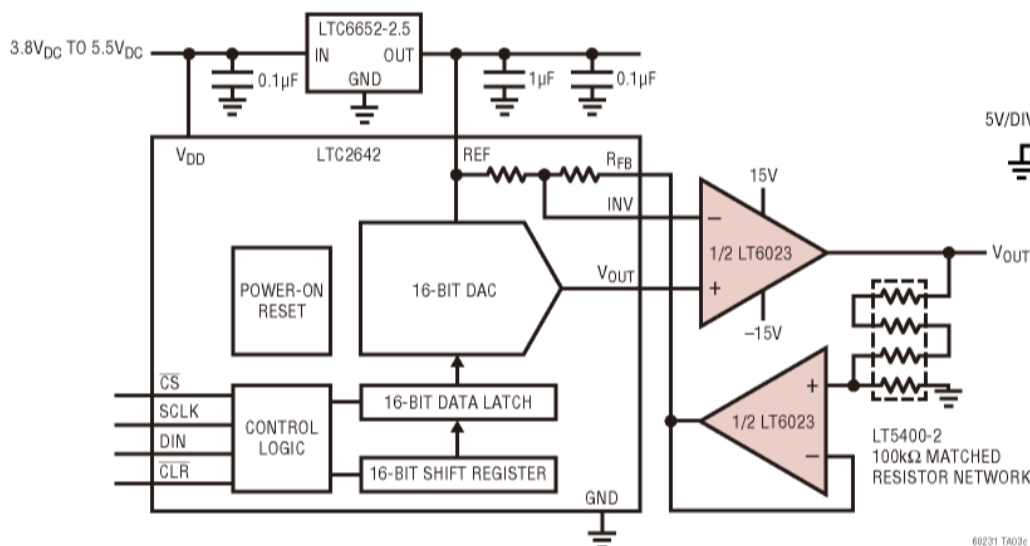 LTC6652-2.5
3.8VDC TO 5.5VDC
IN
OUT
GND
0.1µF
1µF
0.1µF
5V/DIV
VDD
LTC2642
REF
RFB
INV
15V
1/2 LT6023
–
+
–15V
VOUT
VOUT
POWER-ON
RESET
16-BIT DAC
CS
SCLK
DIN
CLR
CONTROL
LOGIC
16-BIT DATA LATCH
16-BIT SHIFT REGISTER
GND
1/2 LT6023
+
–
LT5400-2
100kΩ MATCHED
RESISTOR NETWORK
60231 TA03c